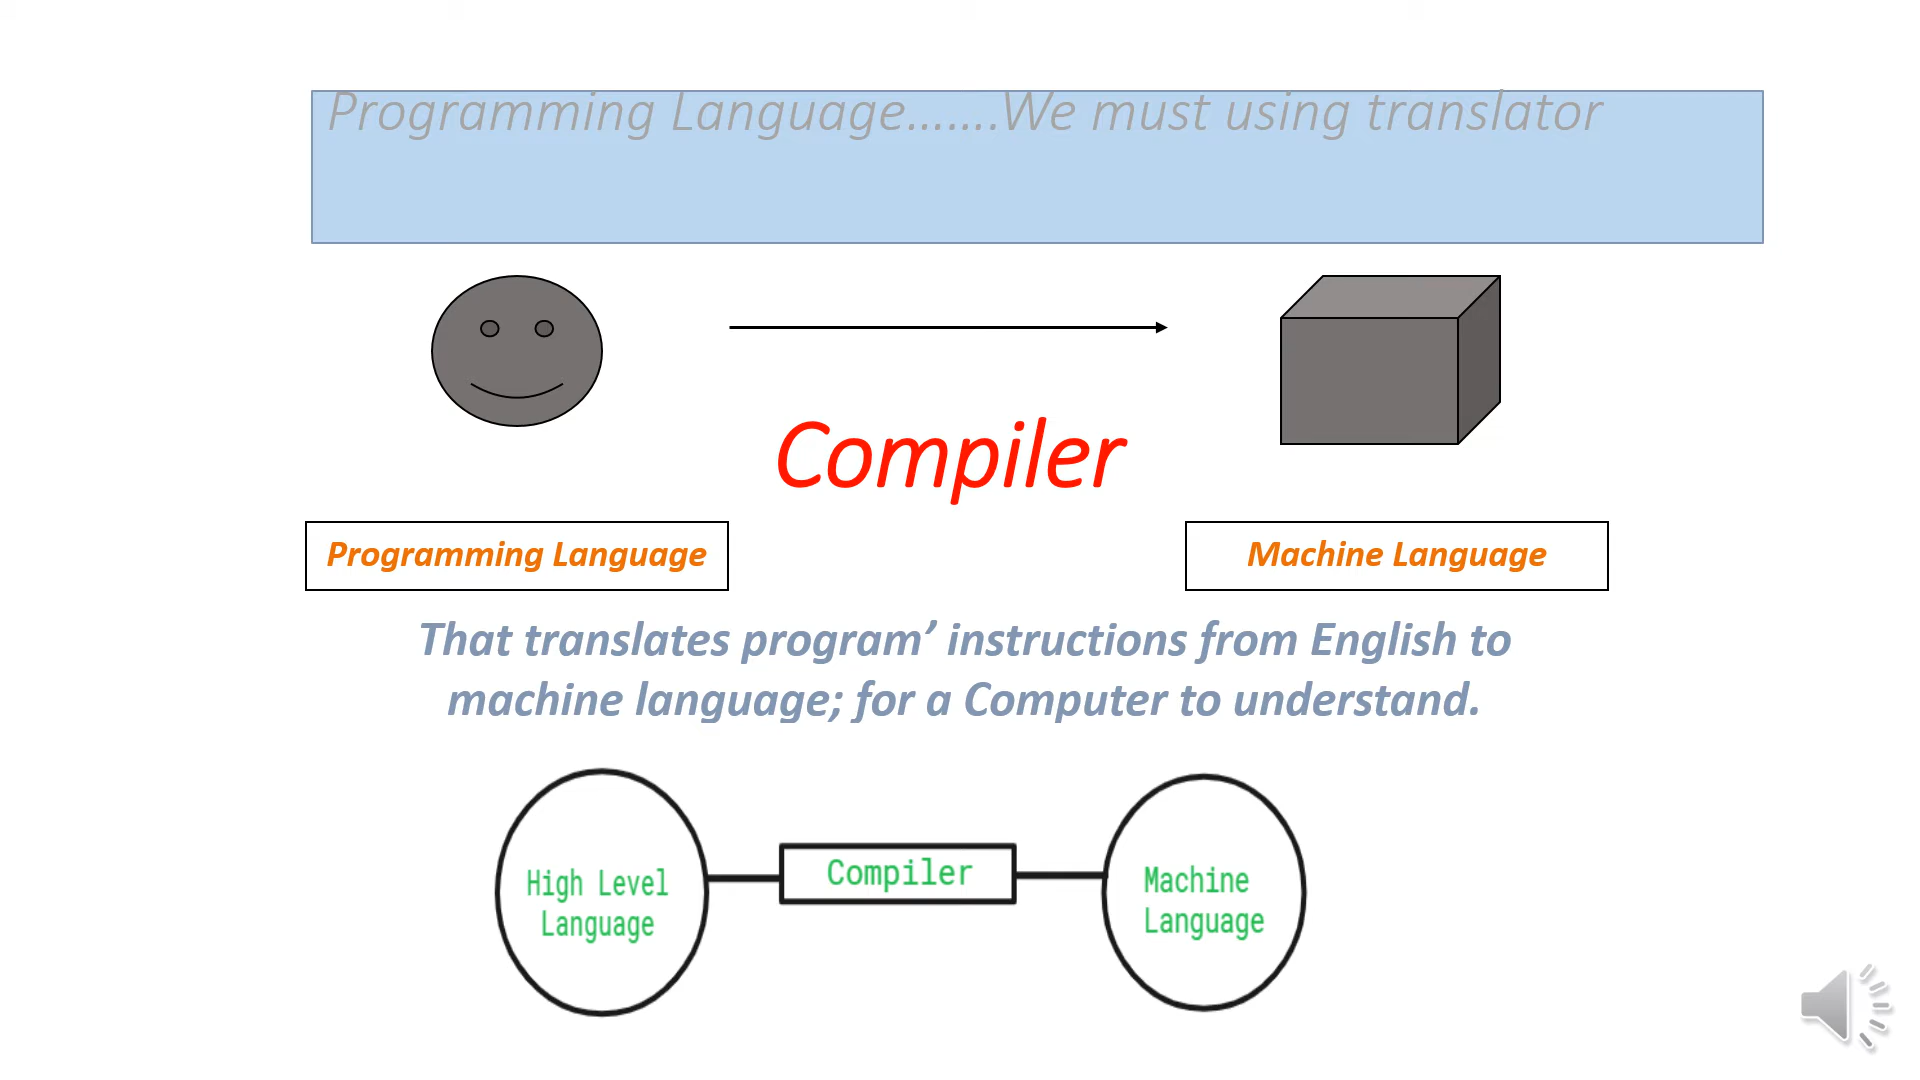 Programming Language.......We must using translator
Compiler
Programming Language
Machine Language
That translates program’ instructions from English to
machine language; for a Computer to understand.
High Level
Language
Compiler
Machine
Language